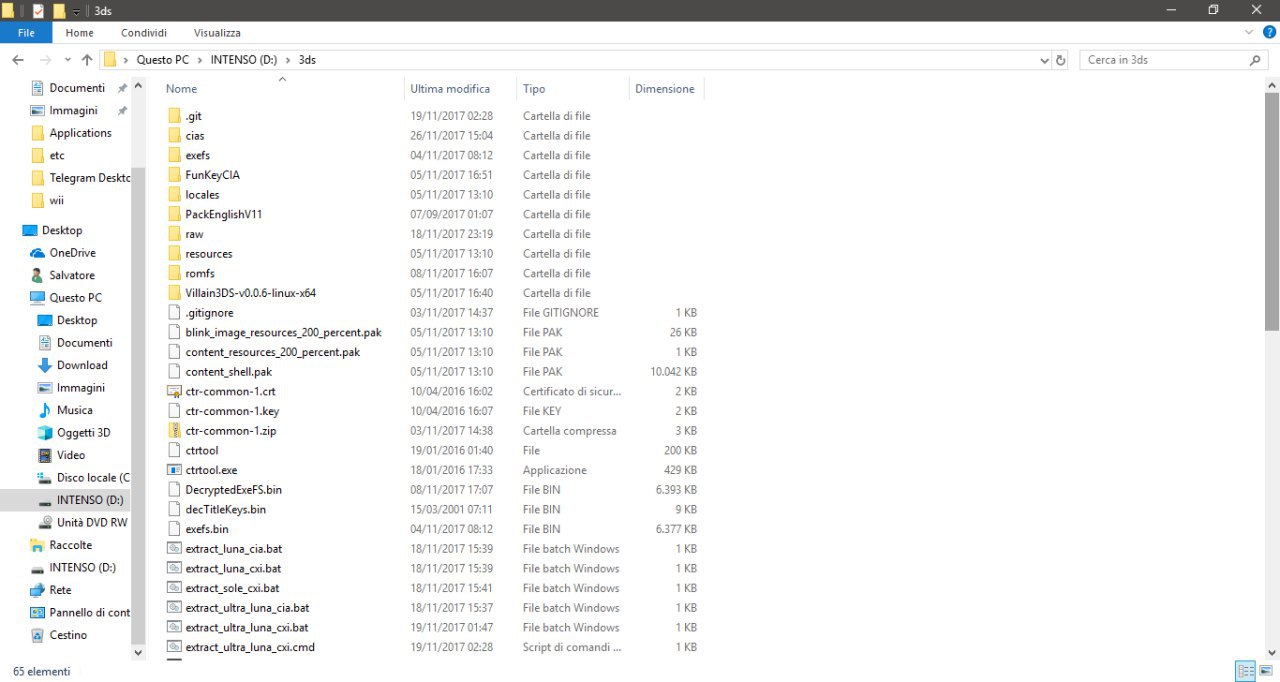 3ds
File Home Condividi Visualizza
Questo PC > INTENSO (D:) > 3ds
Cerca in 3ds
Documenti
Immagini
Applications
etc
Telegram Deskto
wii
Desktop
OneDrive
Salvatore
Questo PC
Desktop
Documenti
Download
Immagini
Musica
Oggetti 3D
Video
Disco locale (C
INTENSO (D:)
Unità DVD RW
Raccolte
INTENSO (D:)
Rete
Pannello di cont
Cestino
Nome Ultima modifica Tipo Dimensione
.git 19/11/2017 02:28 Cartella di file
cias 26/11/2017 15:04 Cartella di file
exefs 04/11/2017 08:12 Cartella di file
FunKeyCIA 05/11/2017 16:51 Cartella di file
locales 05/11/2017 13:10 Cartella di file
PackEnglishV11 07/09/2017 01:07 Cartella di file
raw 18/11/2017 23:19 Cartella di file
resources 05/11/2017 13:10 Cartella di file
romfs 08/11/2017 16:07 Cartella di file
Villain3DS-v0.0.6-linux-x64 05/11/2017 16:40 Cartella di file
.gitignore 03/11/2017 14:37 File GITIGNORE 1 KB
blink_image_resources_200_percent.pak 05/11/2017 13:10 File PAK 26 KB
content_resources_200_percent.pak 05/11/2017 13:10 File PAK 1 KB
content_shell.pak 05/11/2017 13:10 File PAK 10.042 KB
ctr-common-1.crt 10/04/2016 16:02 Certificato di sicur... 2 KB
ctr-common-1.key 10/04/2016 16:07 File KEY 2 KB
ctr-common-1.zip 03/11/2017 14:38 Cartella compressa 3 KB
ctrtool 19/01/2016 01:40 File 200 KB
ctrtool.exe 18/01/2016 17:33 Applicazione 429 KB
DecryptedExeFS.bin 08/11/2017 17:07 File BIN 6.393 KB
decTitleKeys.bin 15/03/2001 07:11 File BIN 9 KB
exefs.bin 04/11/2017 08:12 File BIN 6.377 KB
extract_luna_cia.bat 18/11/2017 15:39 File batch Windows 1 KB
extract_luna_cxi.bat 18/11/2017 15:39 File batch Windows 1 KB
extract_sole_cxi.bat 18/11/2017 15:41 File batch Windows 1 KB
extract_ultra_luna_cia.bat 18/11/2017 15:37 File batch Windows 1 KB
extract_ultra_luna_cxi.bat 19/11/2017 01:47 File batch Windows 1 KB
extract_ultra_luna_cxi.cmd 19/11/2017 02:28 Script di comandi ... 1 KB
65 elementi